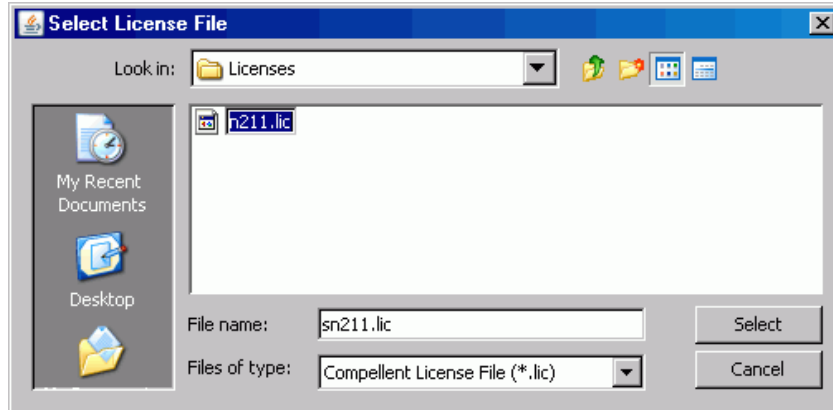 Select License File
Look in:
Licenses
n211.lic
My Recent
Documents
Desktop
File name:
sn211.lic
Select
Files of type:
Compellent License File (*.lic)
Cancel